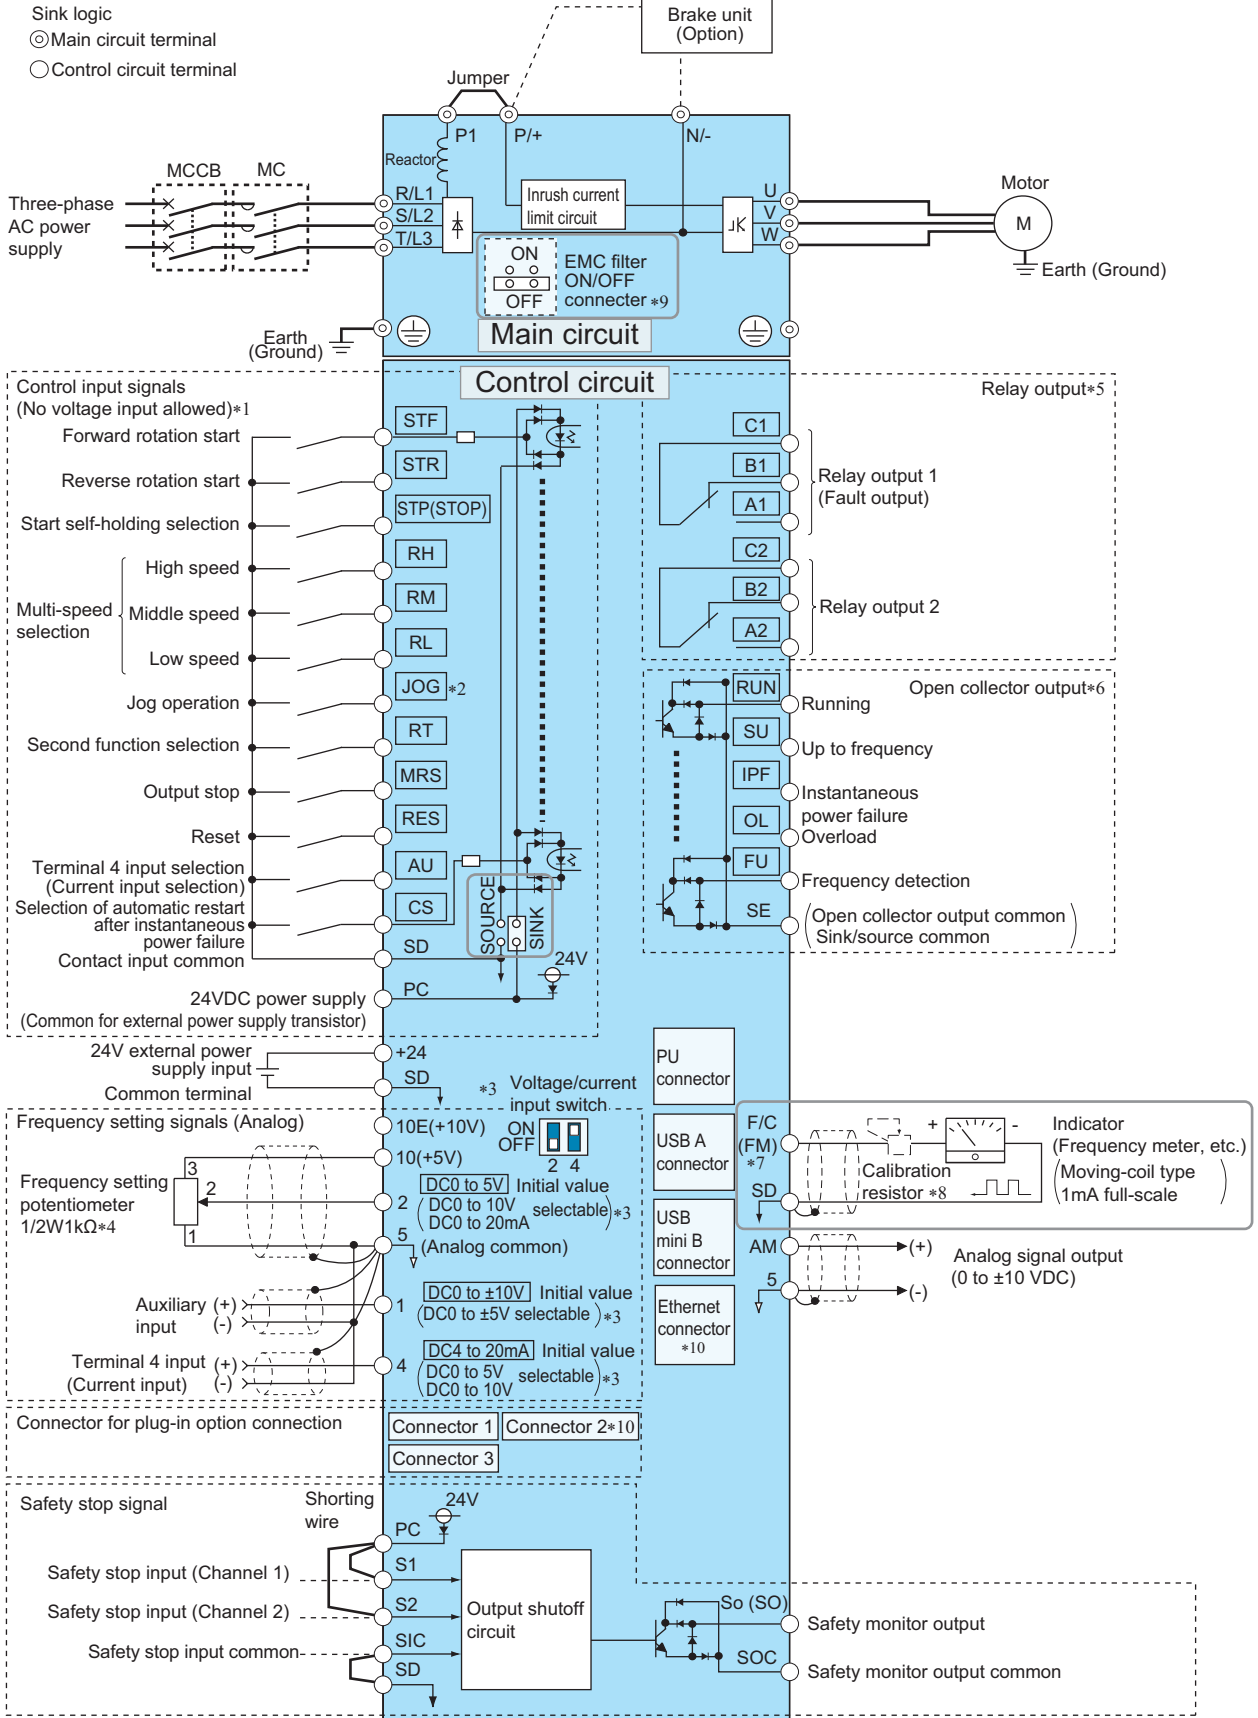 Sink logic
Main circuit terminal
Control circuit terminal
Brake unit
(Option)
Jumper
P1
P/+
N/-
Reactor
MCCB
MC
Three-phase
AC power
supply
R/L1
S/L2
T/L3
Inrush current
limit circuit
U
V
W
Motor
M
Earth (Ground)
ON
OFF
EMC filter
ON/OFF
connecter *9
Earth
(Ground)
Main circuit
Control circuit
Control input signals
(No voltage input allowed)*1
Forward rotation start
STF
Reverse rotation start
STR
Start self-holding selection
STP(STOP)
Multi-speed
selection
High speed
RH
Middle speed
RM
Low speed
RL
Jog operation
JOG *2
Second function selection
RT
Output stop
MRS
Reset
RES
Terminal 4 input selection
(Current input selection)
AU
Selection of automatic restart
after instantaneous
power failure
CS
Contact input common
SD
SOURCE
SINK
24V
24VDC power supply
(Common for external power supply transistor)
PC
Relay output*5
C1
B1
A1
Relay output 1
(Fault output)
C2
B2
A2
Relay output 2
Open collector output*6
RUN
Running
SU
Up to frequency
IPF
Instantaneous
power failure
OL
Overload
FU
Frequency detection
SE
(Open collector output common)
Sink/source common
24V external power
supply input
+24
Common terminal
SD
*3 Voltage/current
input switch
ON
OFF
2 4
Frequency setting signals (Analog)
10E(+10V)
10(+5V)
Frequency setting
potentiometer
1/2W1kΩ*4
3
2
1
2
DC0 to 5V Initial value
(DC0 to 10V
DC0 to 20mA selectable)*3
5
(Analog common)
Auxiliary (+)
input (-)
1
DC0 to ±10V Initial value
(DC0 to ±5V selectable)*3
Terminal 4 input (+)
(Current input) (-)
4
DC4 to 20mA Initial value
(DC0 to 5V
DC0 to 10V selectable)*3
PU
connector
USB A
connector
USB
mini B
connector
Ethernet
connector
*10
F/C
(FM)
*7
SD
+
-
Calibration
resistor *8
Indicator
(Frequency meter, etc.)
(Moving-coil type
1mA full-scale)
AM
(+)
5
(-)
Analog signal output
(0 to ±10 VDC)
Connector for plug-in option connection
Connector 1
Connector 2*10
Connector 3
Safety stop signal
Shorting
wire
24V
PC
Safety stop input (Channel 1)
S1
Safety stop input (Channel 2)
S2
Safety stop input common
SIC
SD
Output shutoff
circuit
So (SO)
Safety monitor output
SOC
Safety monitor output common